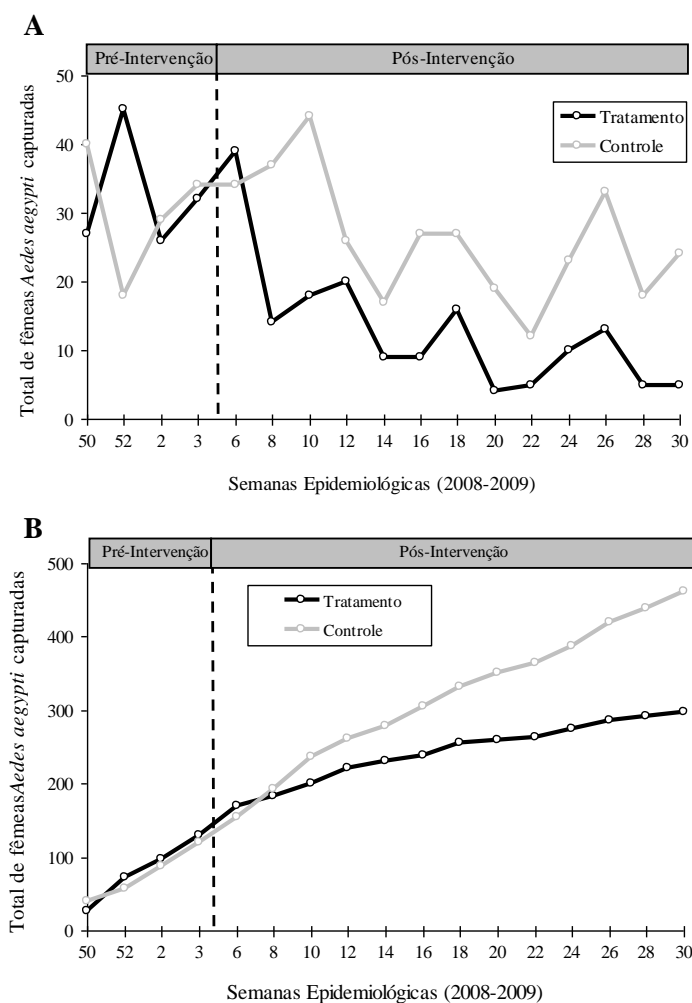 A
Pré-Intervenção
Pós-Intervenção
Total de fêmeas Aedes aegypti capturadas
50
40
30
20
10
0
Tratamento
Controle
50 52 2 3 6 8 10 12 14 16 18 20 22 24 26 28 30
Semanas Epidemiológicas (2008-2009)
B
Pré-Intervenção
Pós-Intervenção
Total de fêmeasAedes aegypti capturadas
500
400
300
200
100
0
Tratamento
Controle
50 52 2 3 6 8 10 12 14 16 18 20 22 24 26 28 30
Semanas Epidemiológicas (2008-2009)